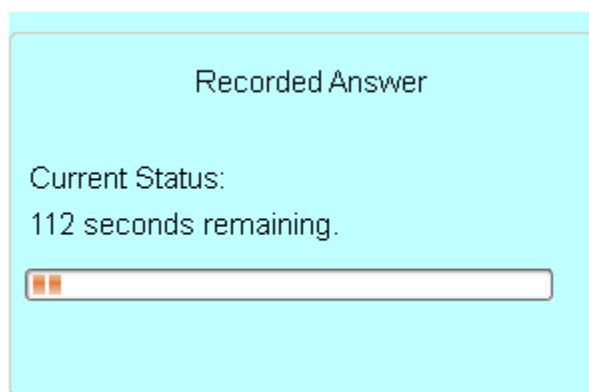 Recorded Answer
Current Status:
112 seconds remaining.